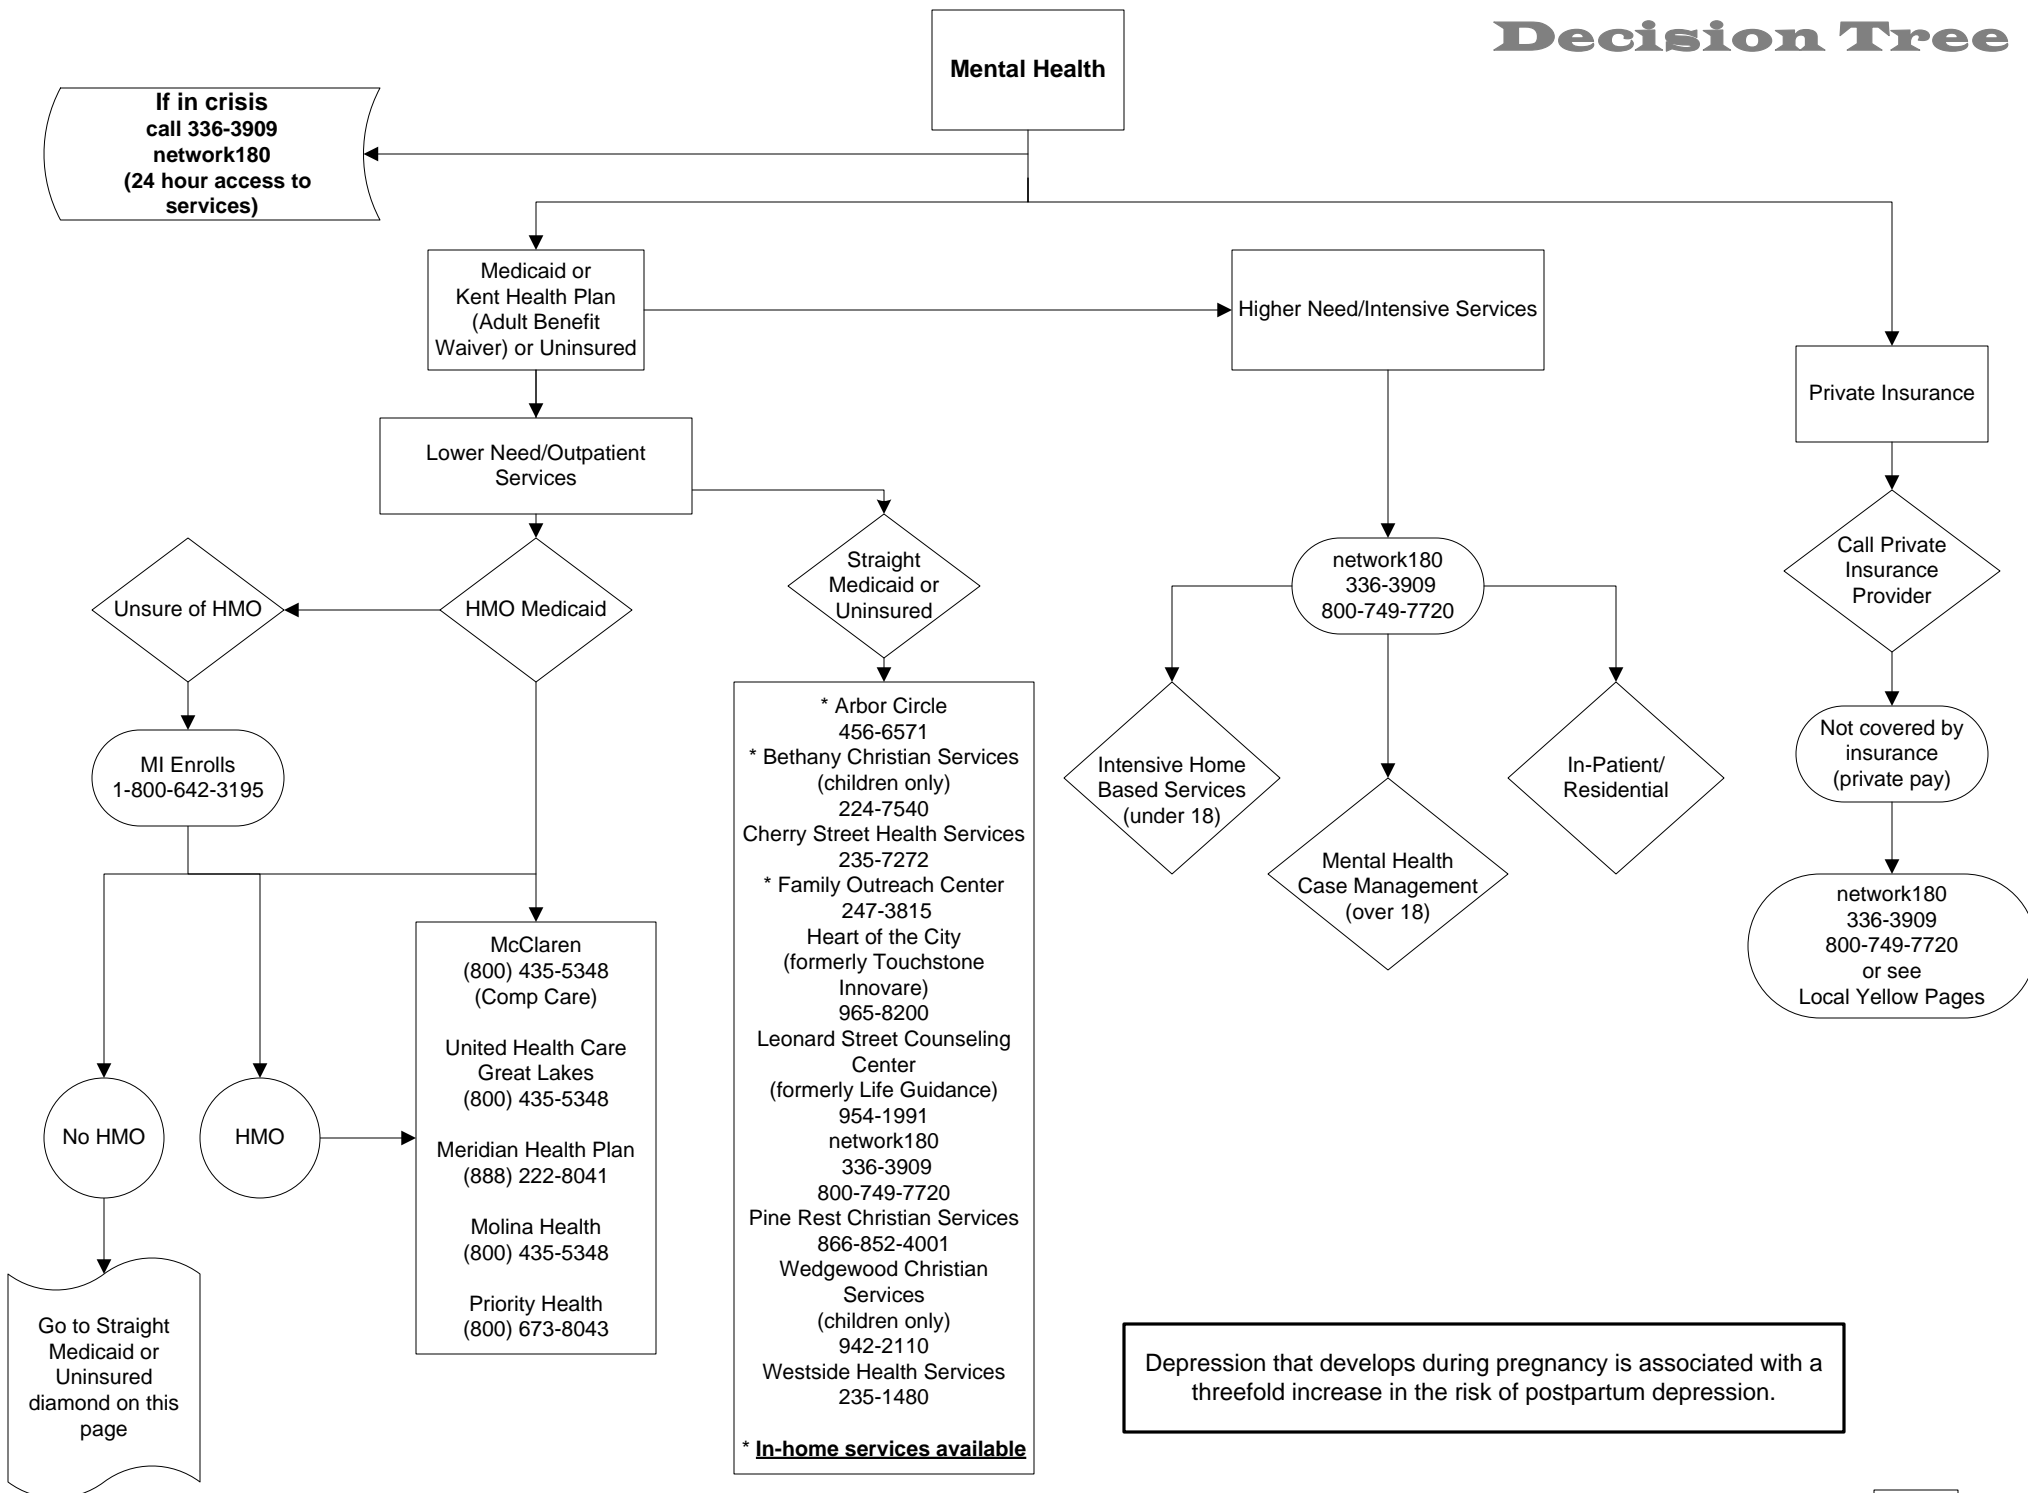 Decision Tree
Mental Health
If in crisis
call 336-3909
network180
(24 hour access to
services)
Medicaid or
Kent Health Plan
(Adult Benefit
Waiver) or Uninsured
Higher Need/Intensive Services
Private Insurance
Lower Need/Outpatient
Services
Unsure of HMO
HMO Medicaid
Straight
Medicaid or
Uninsured
network180
336-3909
800-749-7720
Call Private
Insurance
Provider
MI Enrolls
1-800-642-3195
* Arbor Circle
456-6571
* Bethany Christian Services
(children only)
224-7540
Cherry Street Health Services
235-7272
* Family Outreach Center
247-3815
Heart of the City
(formerly Touchstone
Innovare)
965-8200
Leonard Street Counseling
Center
(formerly Life Guidance)
954-1991
network180
336-3909
800-749-7720
Pine Rest Christian Services
866-852-4001
Wedgewood Christian
Services
(children only)
942-2110
Westside Health Services
235-1480
* In-home services available
Intensive Home
Based Services
(under 18)
Mental Health
Case Management
(over 18)
In-Patient/
Residential
Not covered by
insurance
(private pay)
network180
336-3909
800-749-7720
or see
Local Yellow Pages
McClaren
(800) 435-5348
(Comp Care)
United Health Care
Great Lakes
(800) 435-5348
Meridian Health Plan
(888) 222-8041
Molina Health
(800) 435-5348
Priority Health
(800) 673-8043
No HMO
HMO
Go to Straight
Medicaid or
Uninsured
diamond on this
page
Depression that develops during pregnancy is associated with a
threefold increase in the risk of postpartum depression.